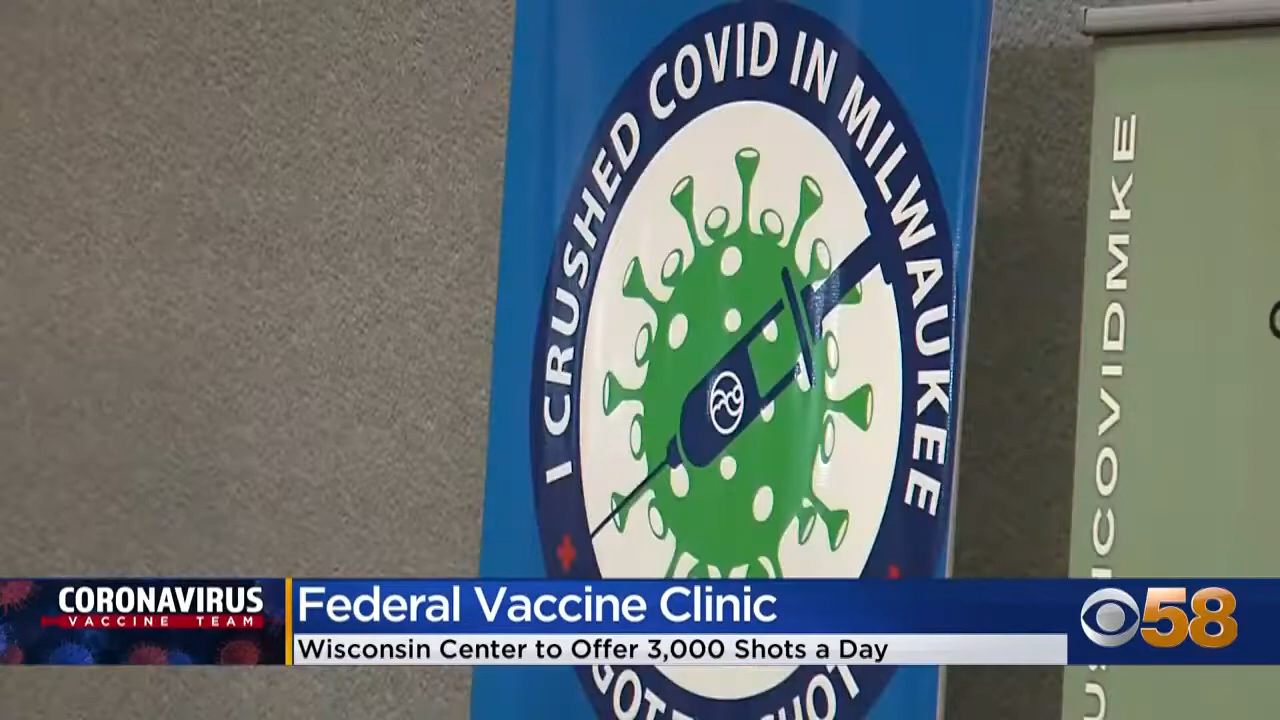 I CRUSHED COVID IN MILWAUKEE
COVIDMKE
CORONAVIRUS
VACCINE TEAM
Federal Vaccine Clinic
Wisconsin Center to Offer 3,000 Shots a Day
58
GOT